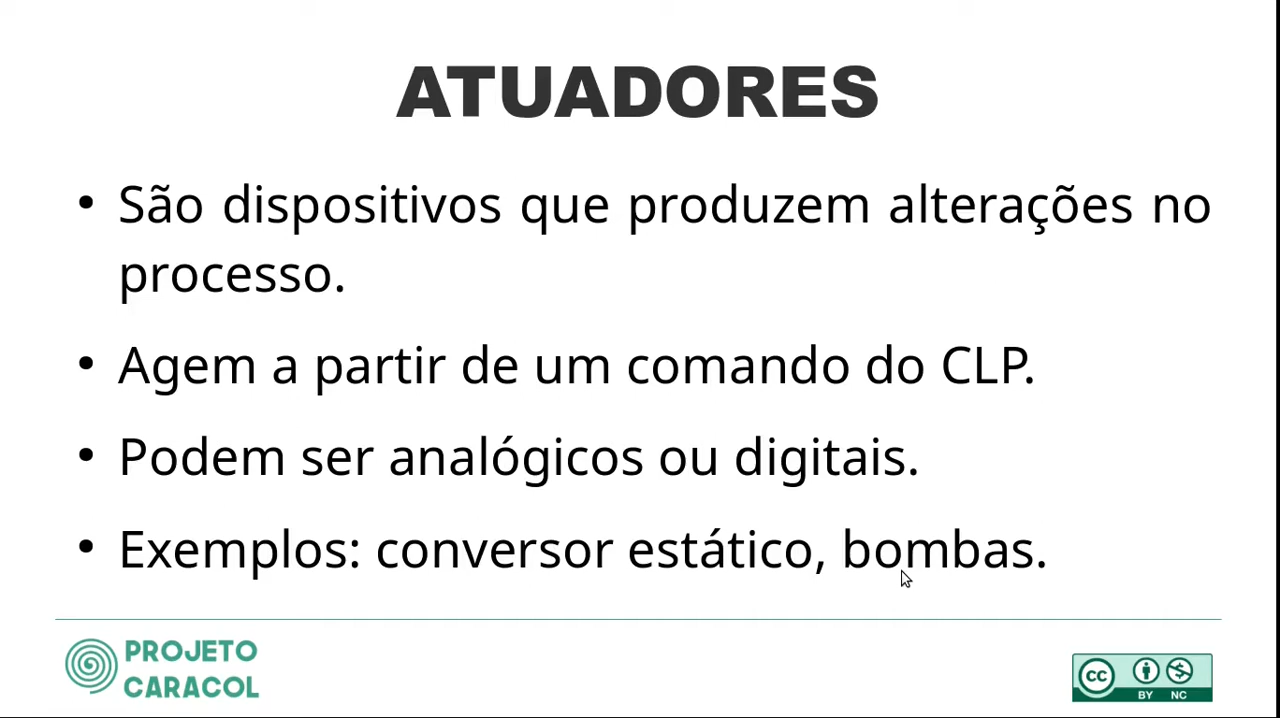 ATUADORES
• São dispositivos que produzem alterações no
processo.
• Agem a partir de um comando do CLP.
• Podem ser analógicos ou digitais.
• Exemplos: conversor estático, bombas.
PROJETO
CARACOL
cc
BY NC